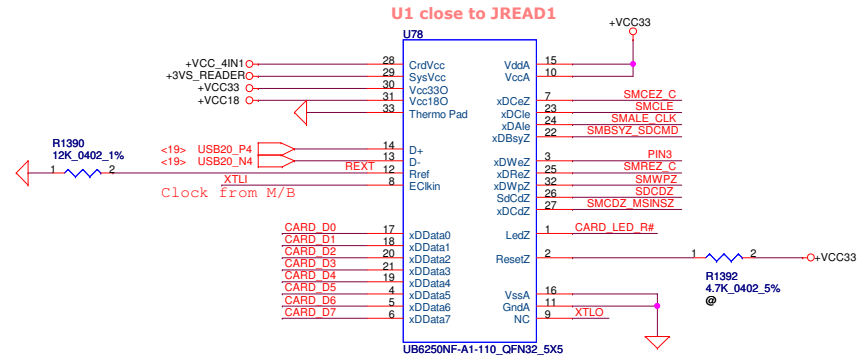 U1 close to JREAD1
U78
+VCC33
+VCC_4IN1 28 CrdVcc VddA 15
+3VS_READER 29 SysVcc VccA 10
+VCC33 30 Vcc33O
+VCC18 31 Vcc18O xDCeZ 7 SMCEZ_C
33 Thermo Pad xDCle 23 SMCLE
xDAle 24 SMALE_CLK
xDBsyZ 22 SMBSYZ_SDCMD
R1390
12K_0402_1%
<19> USB20_P4 14 D+
<19> USB20_N4 13 D- xDWeZ 3 PIN3
1 2 REXT 12 Rref xDReZ 25 SMREZ_C
XTLI 8 EClkin xDWpZ 32 SMWPZ
Clock from M/B
SdCdZ 26 SDCDZ
xDCdZ 27 SMCDZ_MSINSZ
CARD_D0 17 xDData0 LedZ 1 CARD_LED_R#
CARD_D1 18 xDData1
CARD_D2 20 xDData2 ResetZ 2 1 2 +VCC33
CARD_D3 21 xDData3
R1392
4.7K_0402_5%
@
CARD_D4 19 xDData4
CARD_D5 4 xDData5 VssA 16
CARD_D6 5 xDData6 GndA 11
CARD_D7 6 xDData7 NC 9 XTLO
UB6250NF-A1-110_QFN32_5X5